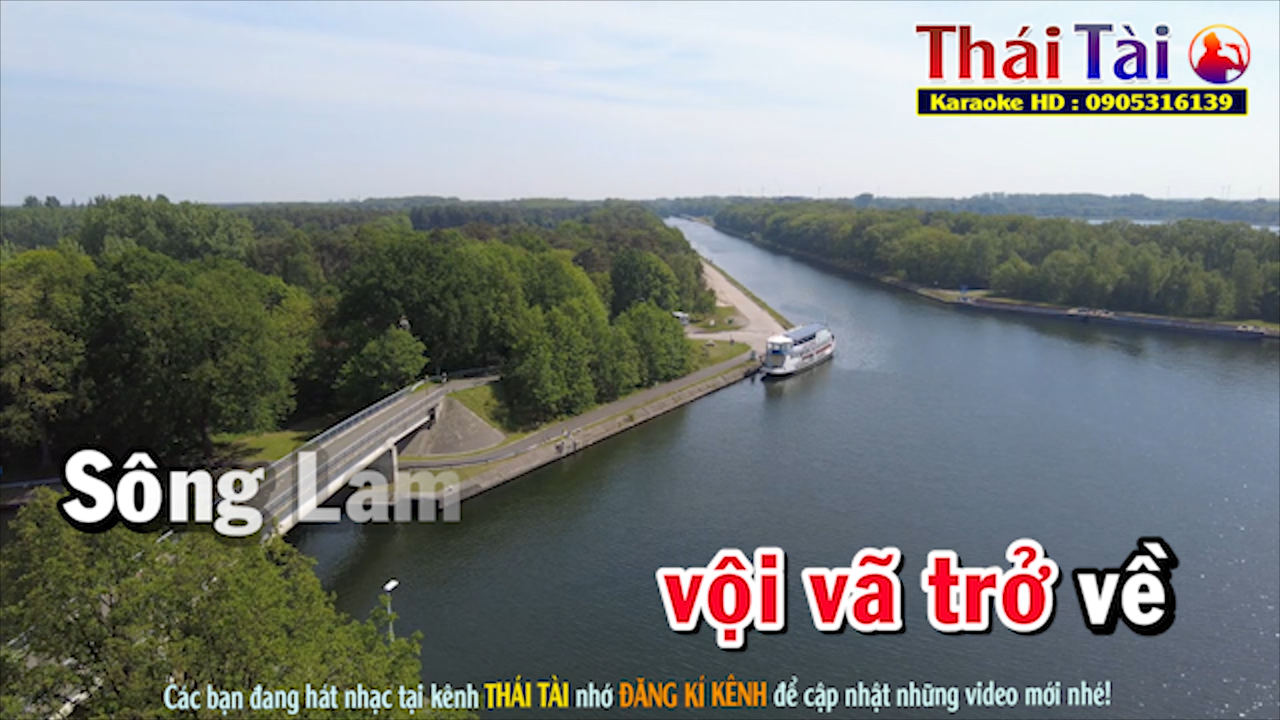 Thái Tài
Karaoke HD : 0905316139
Sông Lam
vội vã trở về
Các bạn đang hát nhạc tại kênh THÁI TÀI nhớ ĐĂNG KÍ KÊNH để cập nhật những video mới nhé!